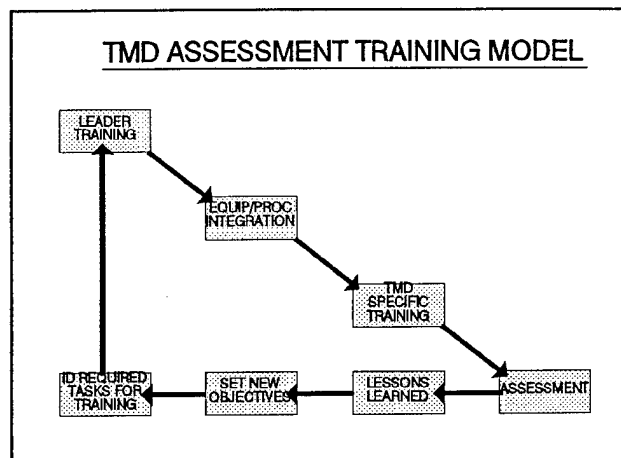 TMD ASSESSMENT TRAINING MODEL
LEADER
TRAINING
EQUIP/PROC
INTEGRATION
TMD
SPECIFIC
TRAINING
ASSESSMENT
LESSONS
LEARNED
SET NEW
OBJECTIVES
ID REQUIRED
TASKS FOR
TRAINING